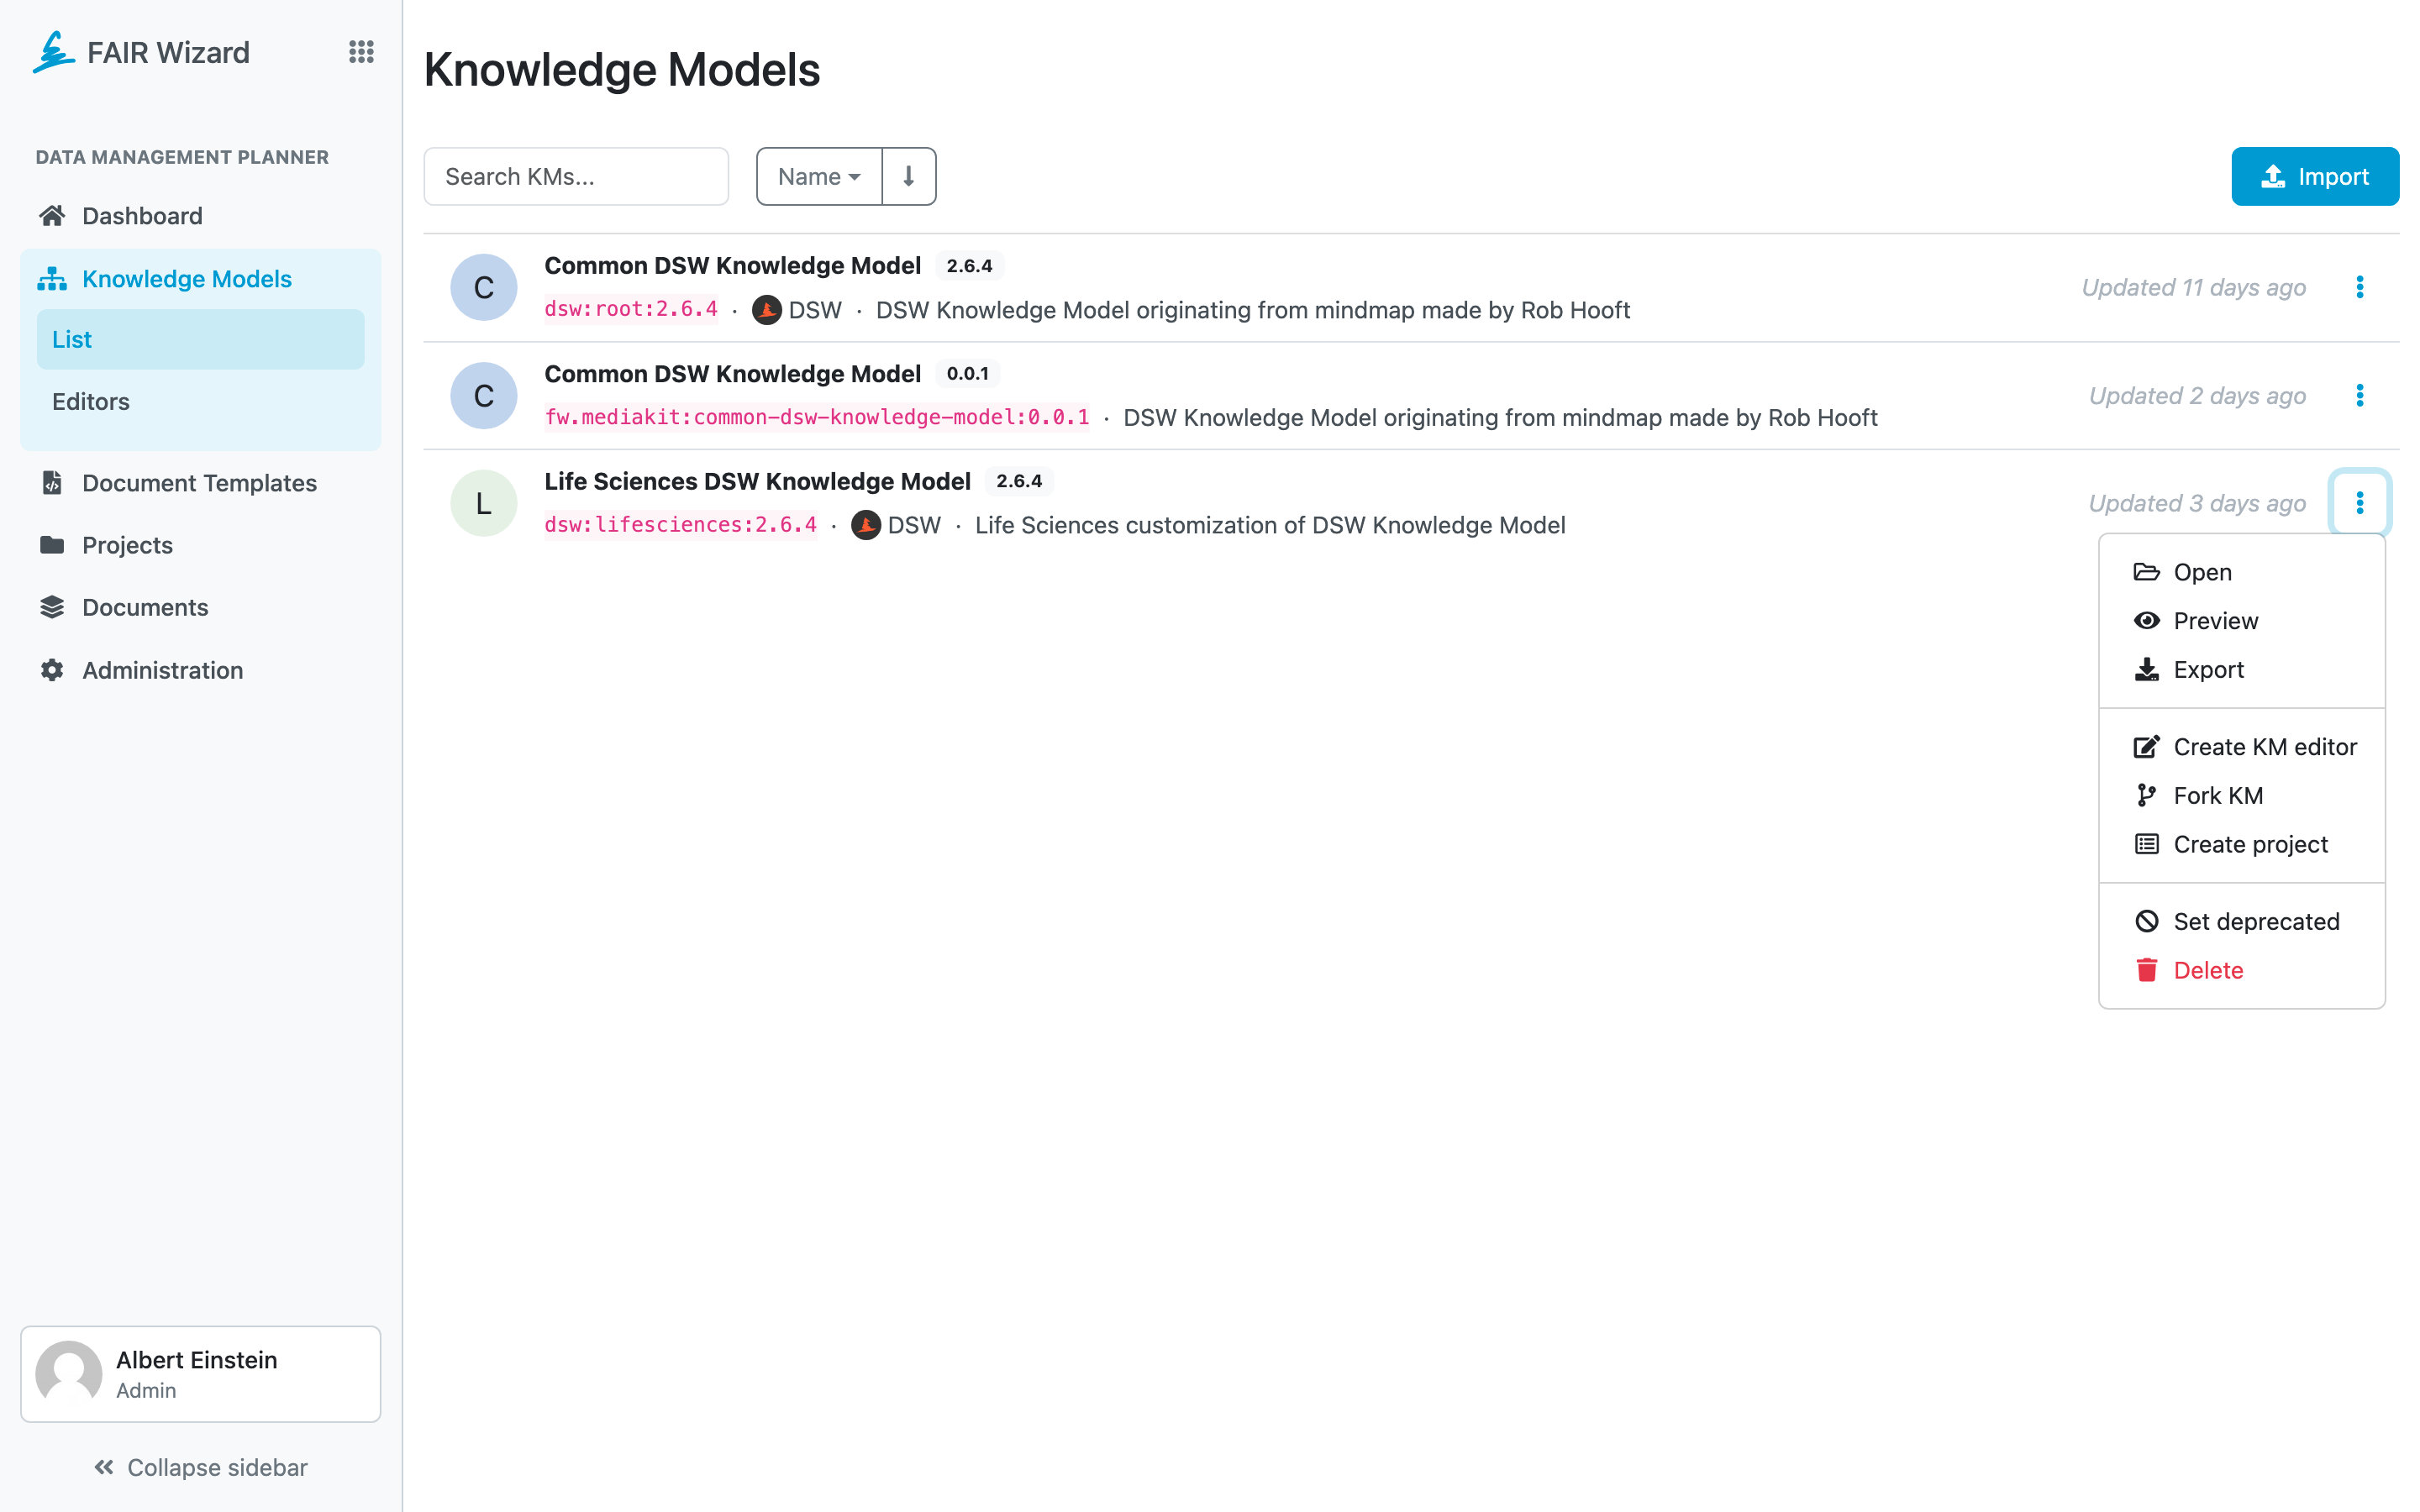 FAIR Wizard
DATA MANAGEMENT PLANNER
Dashboard
Knowledge Models
List
Editors
Document Templates
Projects
Documents
Administration
Albert Einstein
Admin
Collapse sidebar
Knowledge Models
Search KMs...
Name
Import
C
Common DSW Knowledge Model 2.6.4
dsw:root:2.6.4 · DSW · DSW Knowledge Model originating from mindmap made by Rob Hooft
Updated 11 days ago
C
Common DSW Knowledge Model 0.0.1
fw.mediakit:common-dsw-knowledge-model:0.0.1 · DSW Knowledge Model originating from mindmap made by Rob Hooft
Updated 2 days ago
L
Life Sciences DSW Knowledge Model 2.6.4
dsw:lifesciences:2.6.4 · DSW · Life Sciences customization of DSW Knowledge Model
Updated 3 days ago
Open
Preview
Export
Create KM editor
Fork KM
Create project
Set deprecated
Delete